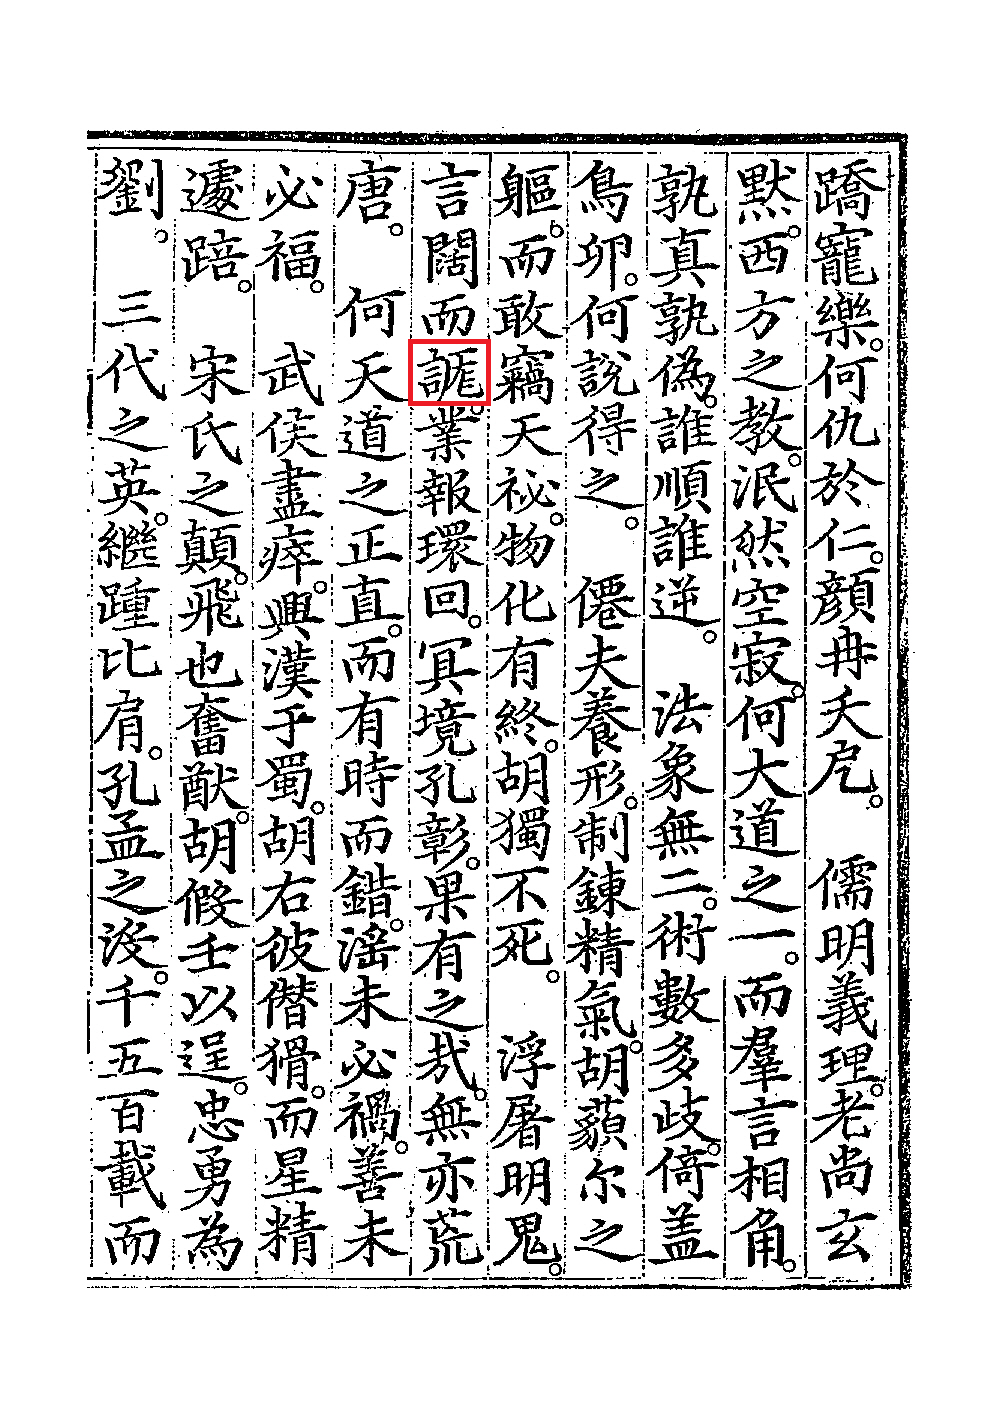 蹻寵樂。何仇於仁。顏冉夭戹。　儒明義理。老尚玄
默。西方之教。泯然空寂。何大道之一。而羣言相角。
孰真孰偽。誰順誰逆。　法象無二。術數多歧。倚盖
鳥卵。何說得之。　僊夫養形。制鍊精氣。胡藐尔之
軀。而敢竊天祕。物化有終。胡獨不死。　浮屠明鬼。
言闊而謕。業報環回。冥境孔彰。果有之㢤。無亦荒
唐。　何天道之正直。而有時而錯。滛未必禍。善未
必福。　武侯盡瘁。興漢于蜀。胡右彼僭猾。而星精
遽踣。　宋氏之顛。飛也奮猷。胡假壬以逞。忠勇為
劉。　三代之英。繼踵比肩。孔孟之沒。千五百載而